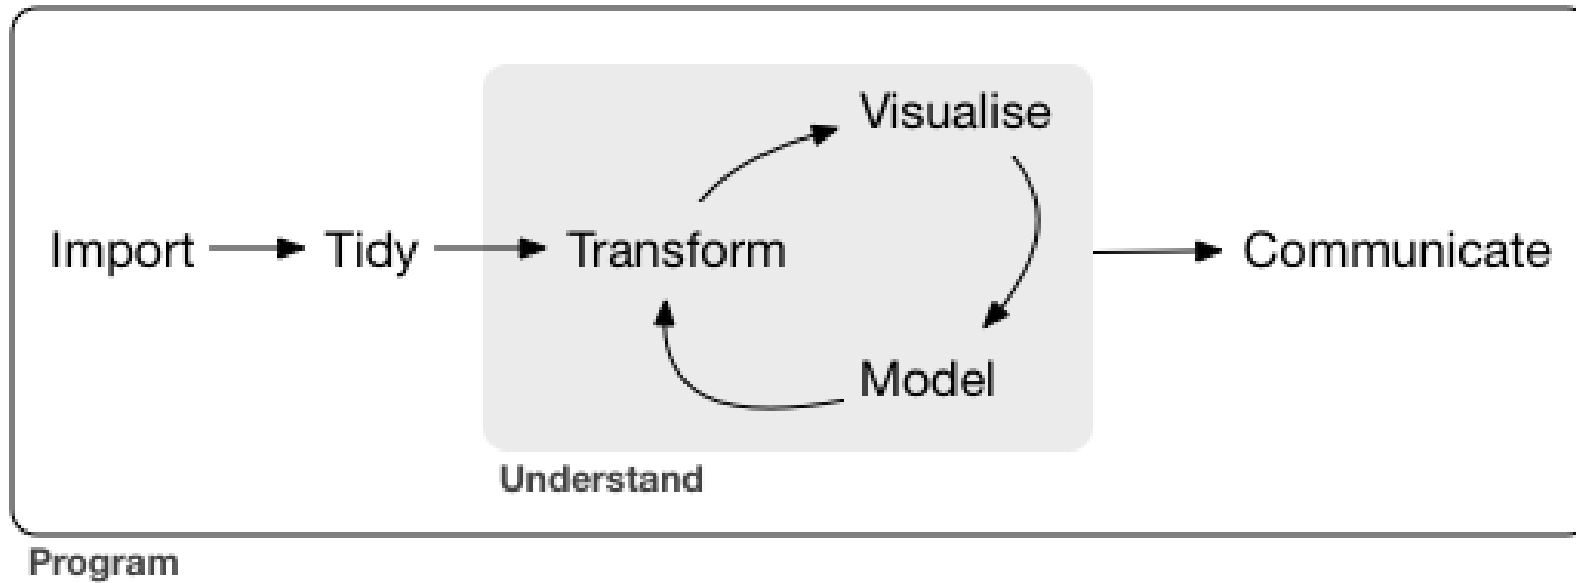 Visualise
Import
Tidy
Transform
Communicate
Model
Understand
Program